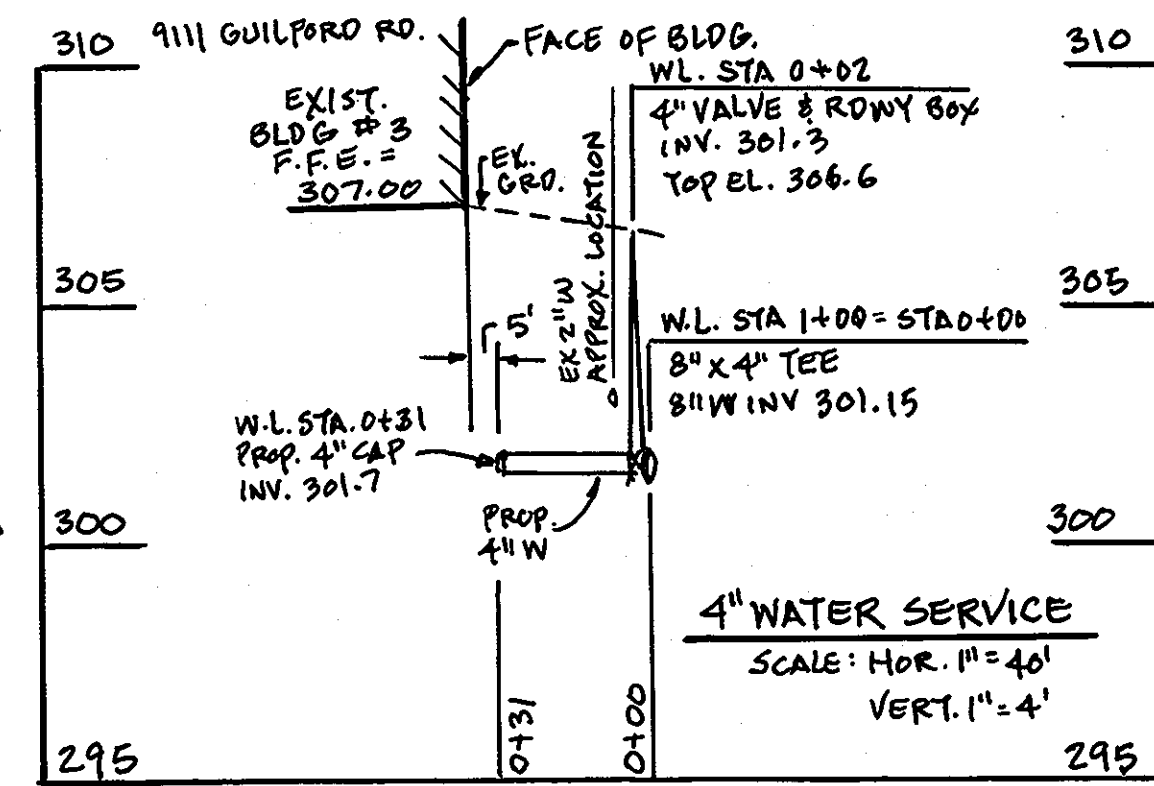 310
9111 GUILFORD RD.
FACE OF BLDG.
310
WL. STA 0+02
4" VALVE & RDWY BOX
INV. 301.3
TOP EL. 306.6
EXIST.
BLDG # 3
F.F.E. =
307.00
EX.
GRD.
EX 2"W
APPROX. LOCATION
305
305
5'
W.L. STA 1+00 = STA 0+00
8" X 4" TEE
8"W INV 301.15
W.L. STA. 0+31
PROP. 4" CAP
INV. 301.7
PROP.
4" W
300
300
4" WATER SERVICE
SCALE: HOR. 1" = 40'
VERT. 1" = 4'
0+31
0+00
295
295